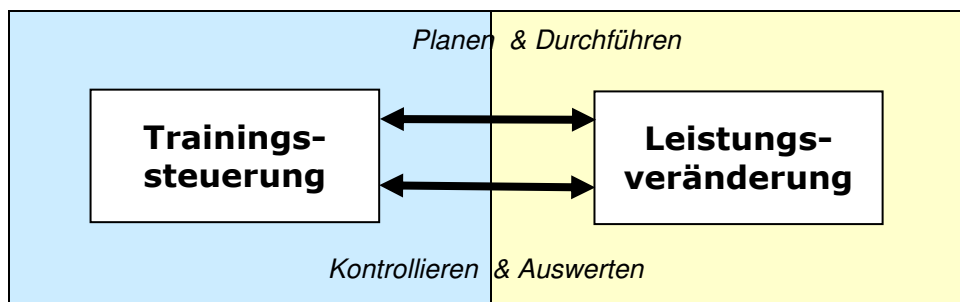 Planen & Durchführen
Trainings-
steuerung
Leistungs-
veränderung
Kontrollieren & Auswerten